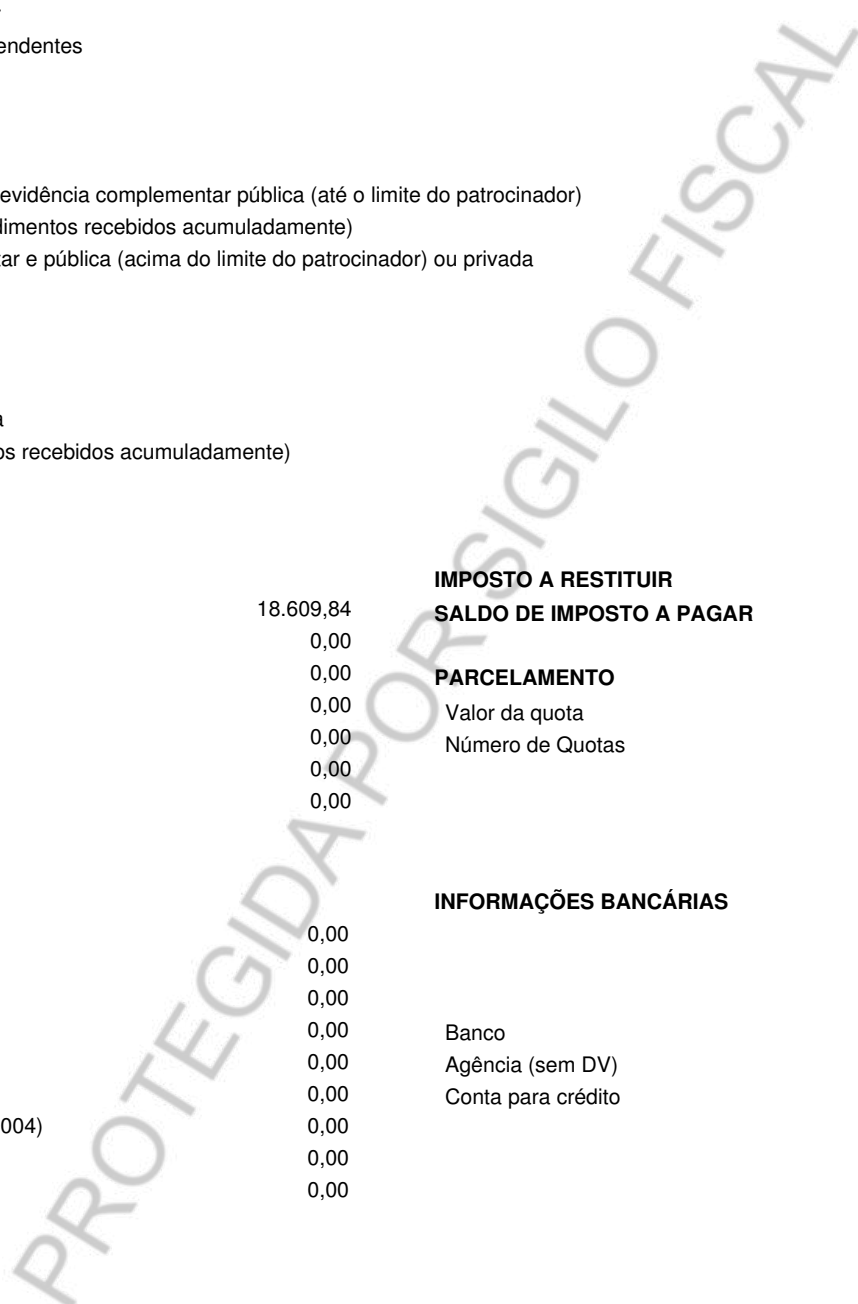 endentes
evidência complementar pública (até o limite do patrocinador)
dimentos recebidos acumuladamente)
tar e pública (acima do limite do patrocinador) ou privada
a
os recebidos acumuladamente)
IMPOSTO A RESTITUIR
18.609,84 SALDO DE IMPOSTO A PAGAR
0,00
0,00 PARCELAMENTO
0,00 Valor da quota
0,00 Número de Quotas
0,00
0,00
INFORMAÇÕES BANCÁRIAS
0,00
0,00
0,00
0,00 Banco
0,00 Agência (sem DV)
0,00 Conta para crédito
004) 0,00
0,00
0,00
PROTEGIDA POR SIGILO FISCAL